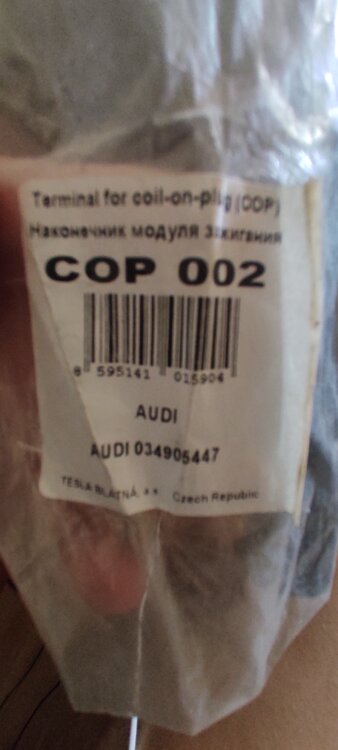 Terminal for coil-on-plug (COP)
Наконечник модуля зажигания
COP 002
8 595141 015904
AUDI
AUDI 034905447
TESLA BLATNÁ, a.s. Czech Republic